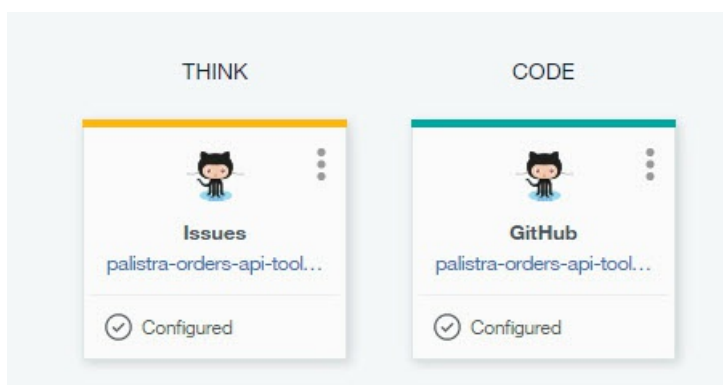 THINK
CODE
Issues
palistra-orders-api-tool...
Configured
GitHub
palistra-orders-api-tool...
Configured